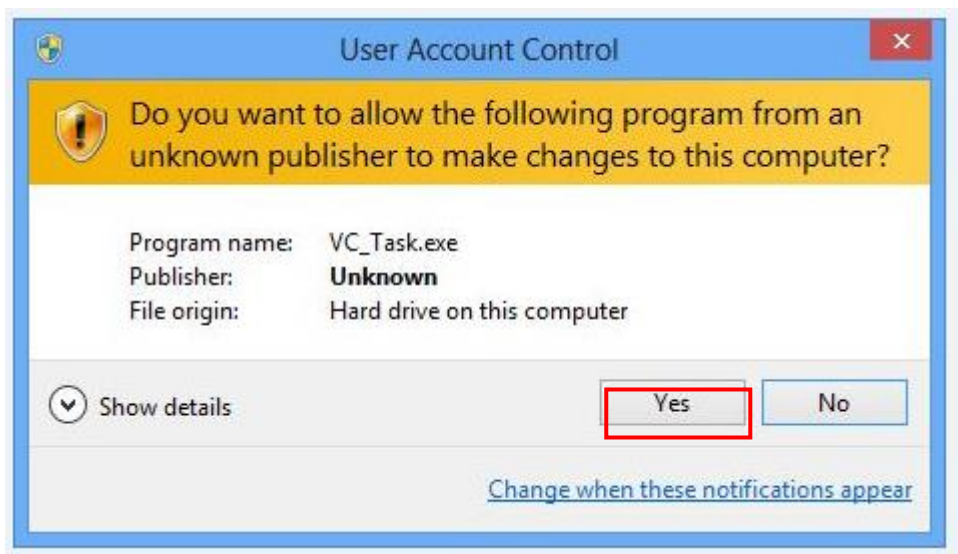 User Account Control
Do you want to allow the following program from an
unknown publisher to make changes to this computer?
Program name: VC_Task.exe
Publisher: Unknown
File origin: Hard drive on this computer
Show details
Yes
No
Change when these notifications appear